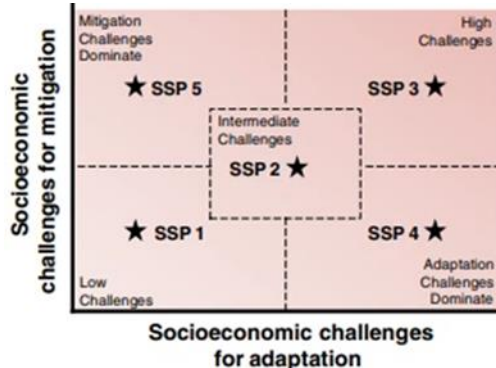 Mitigation
Challenges
Dominate
High
Challenges
SSP 5
SSP 3
Intermediate
Challenges
SSP 2
SSP 1
SSP 4
Low
Challenges
Adaptation
Challenges
Dominate
Socioeconomic
challenges for mitigation
Socioeconomic challenges
for adaptation